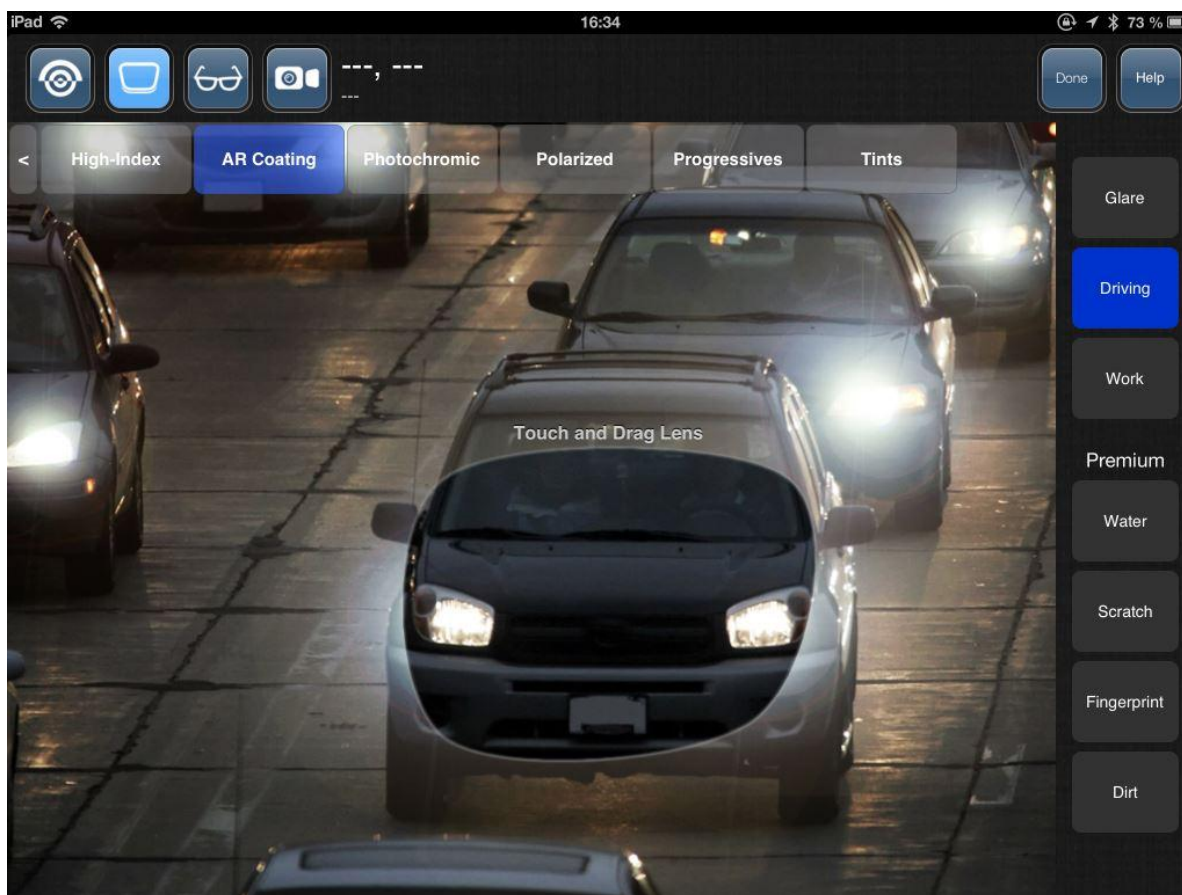 iPad 16:34 73 %
---, ---
---
Done Help
< High-Index AR Coating Photochromic Polarized Progressives Tints
Glare
Driving
Work
Touch and Drag Lens
Premium
Water
Scratch
Fingerprint
Dirt